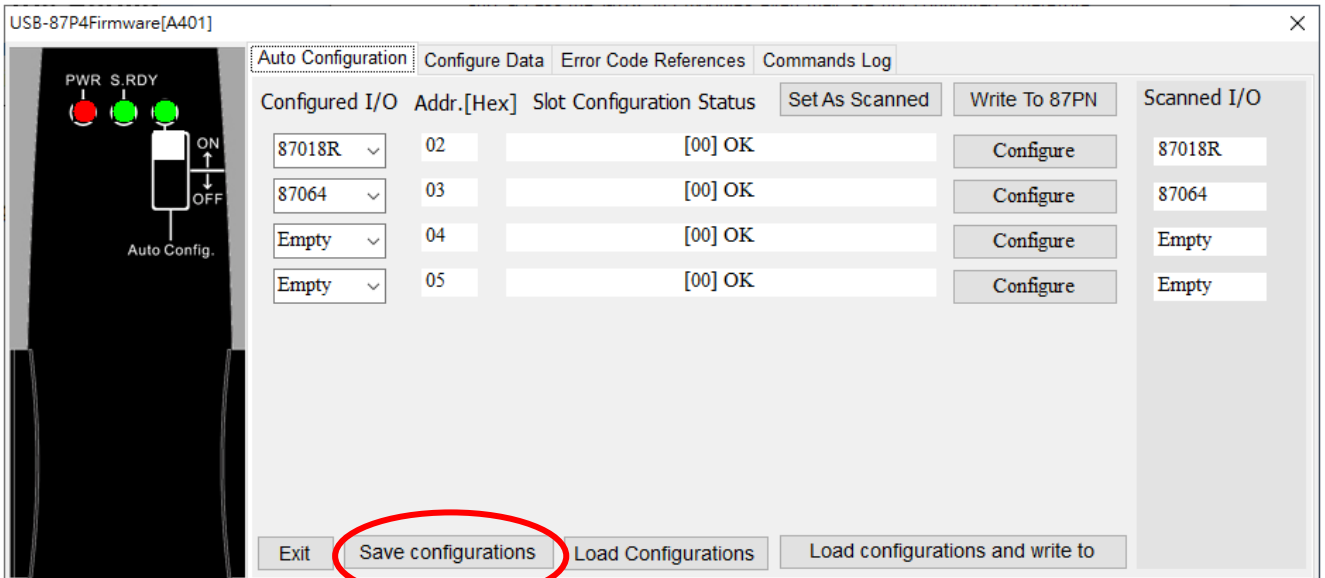 USB-87P4Firmware[A401]
PWR S.RDY
ON
OFF
Auto Config.
Auto Configuration Configure Data Error Code References Commands Log
Configured I/O Addr.[Hex] Slot Configuration Status Set As Scanned Write To 87PN Scanned I/O
87018R 02 [00] OK Configure 87018R
87064 03 [00] OK Configure 87064
Empty 04 [00] OK Configure Empty
Empty 05 [00] OK Configure Empty
Exit Save configurations Load Configurations Load configurations and write to